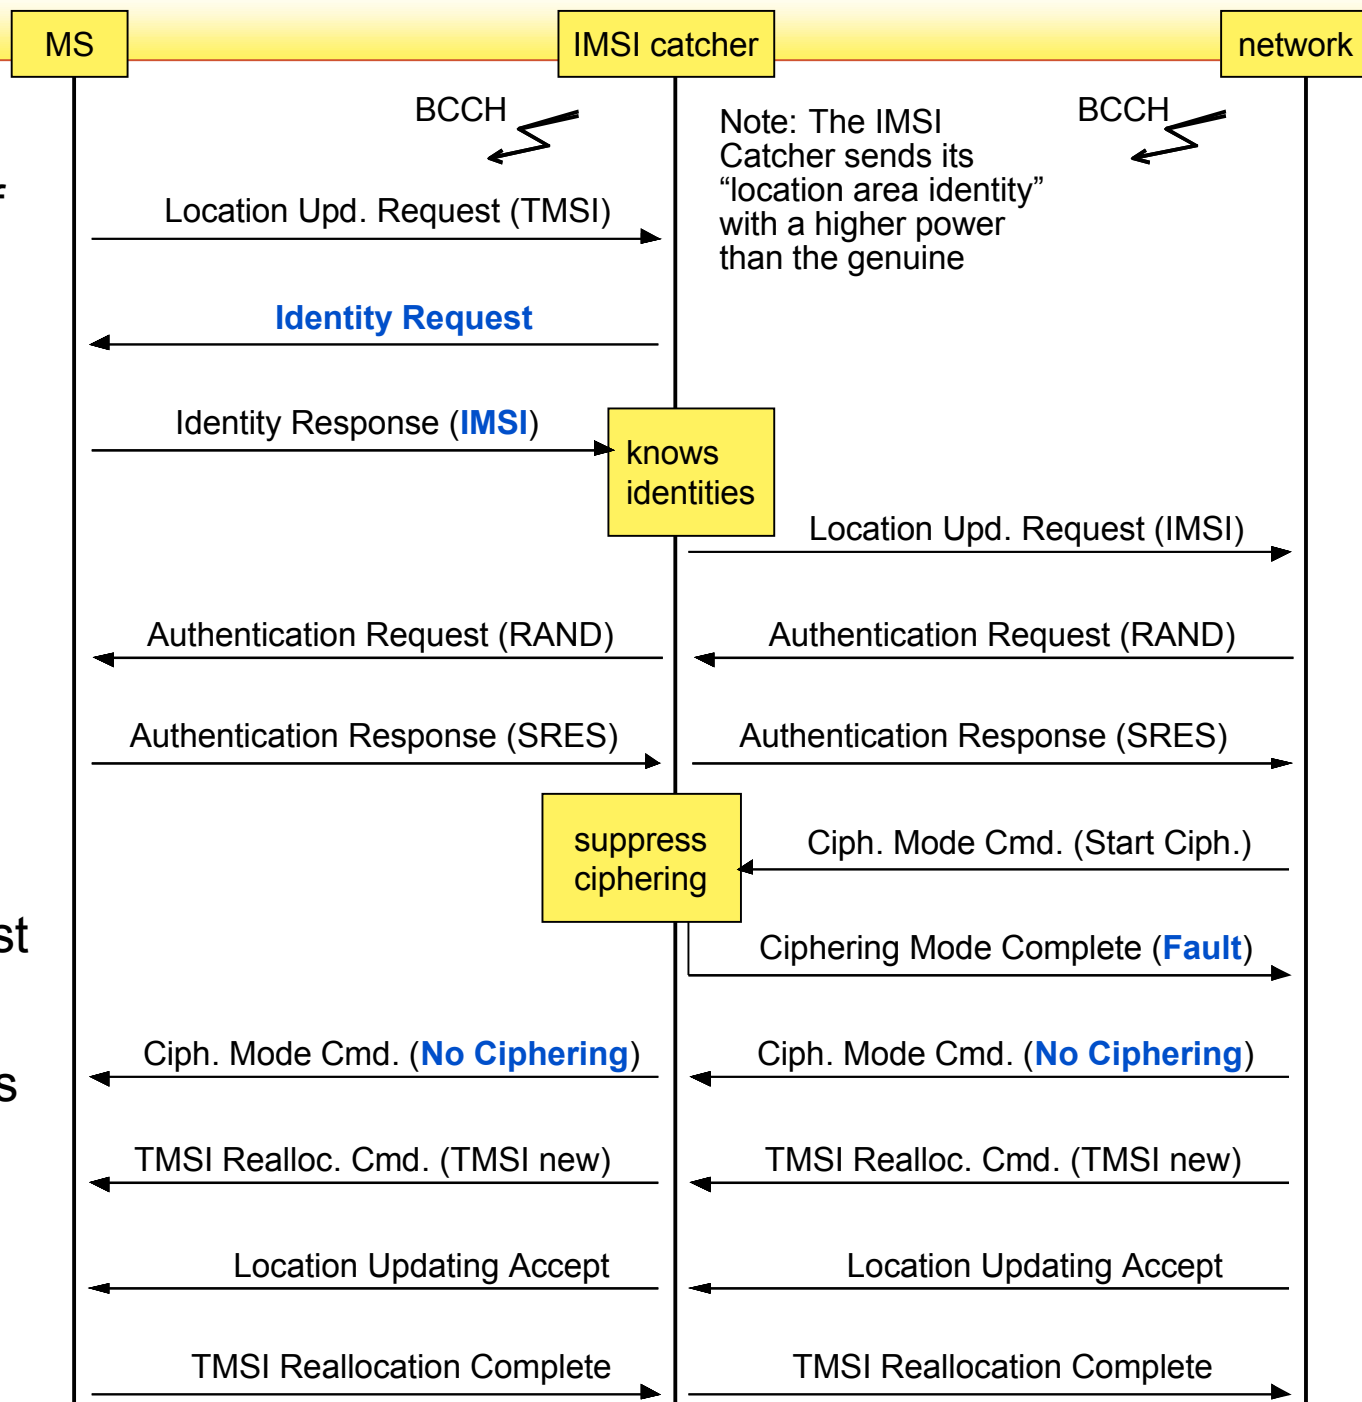 MS
IMSI catcher
network
BCCH
BCCH
Note: The IMSI
Catcher sends its
“location area identity”
with a higher power
than the genuine
f
Location Upd. Request (TMSI)
Identity Request
Identity Response (IMSI)
knows
identities
Location Upd. Request (IMSI)
Authentication Request (RAND)
Authentication Request (RAND)
Authentication Response (SRES)
Authentication Response (SRES)
suppress
ciphering
Ciph. Mode Cmd. (Start Ciph.)
st
Ciphering Mode Complete (Fault)
Ciph. Mode Cmd. (No Ciphering)
Ciph. Mode Cmd. (No Ciphering)
s
TMSI Realloc. Cmd. (TMSI new)
TMSI Realloc. Cmd. (TMSI new)
Location Updating Accept
Location Updating Accept
TMSI Reallocation Complete
TMSI Reallocation Complete